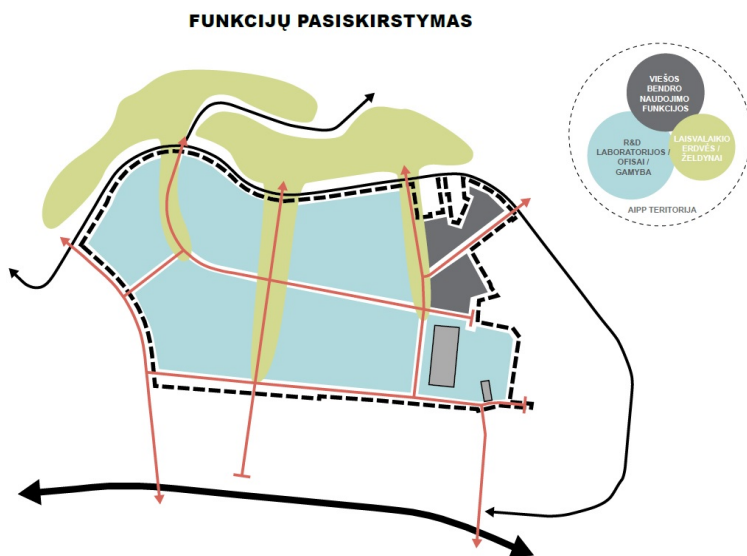 FUNKCIJŲ PASISKIRSTYMAS
VIEŠOS
BENDRO
NAUDOJIMO
FUNKCIJOS
R&D
LABORATORIJOS /
OFISAI /
GAMYBA
LAISVALAIKIO
ERDVĖS /
ŽELDYNAI
AIPP TERITORIJA